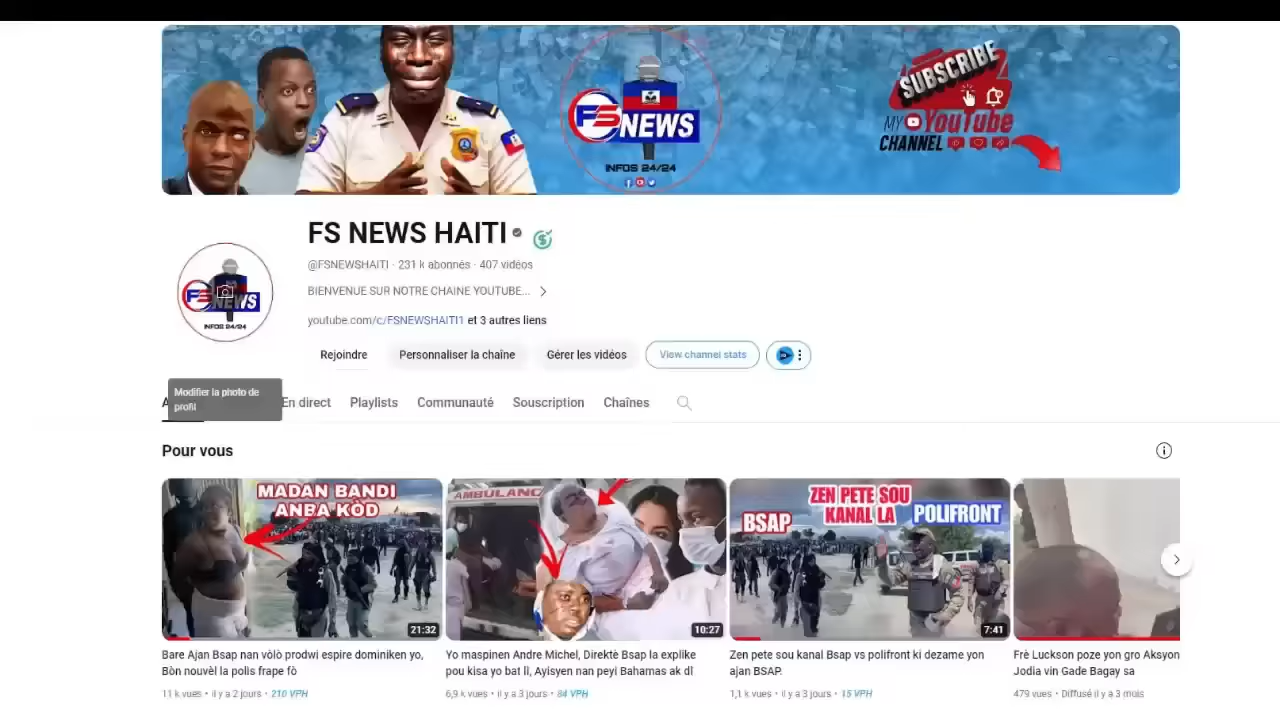 SUBSCRIBE
FS NEWS
MY YouTube
CHANNEL
INFOS 24/24
FS NEWS HAITI
@FSNEWSHAITI · 231 k abonnés · 407 vidéos
BIENVENUE SUR NOTRE CHAINE YOUTUBE...
FS NEWS
INFOS 24/24
youtube.com/c/FSNEWSHAITI1 et 3 autres liens
Rejoindre Personnaliser la chaîne Gérer les vidéos View channel stats
Modifier la photo de
profil
En direct Playlists Communauté Souscription Chaînes
Pour vous
MADAN BANDI
ANBA KÒD
21:32
AMBULANC
10:27
ZEN PETE SOU
KANAL LA
BSAP
POLIFRONT
7:41
Bare Ajan Bsap nan vòlò prodwi espire dominiken yo,
Bòn nouvèl la polis frape fò
11 k vues · il y a 2 jours · 210 VPH
Yo maspinen Andre Michel, Direktè Bsap la explike
pou kisa yo bat li, Ayisyen nan peyi Bahamas ak dl
6,9 k vues · il y a 3 jours · 84 VPH
Zen pete sou kanal Bsap vs polifront ki dezame yon
ajan BSAP.
1,1 k vues · il y a 3 jours · 15 VPH
Frè Luckson poze yon gro Aksyon
Jodia vin Gade Bagay sa
479 vues · Diffusé il y a 3 mois